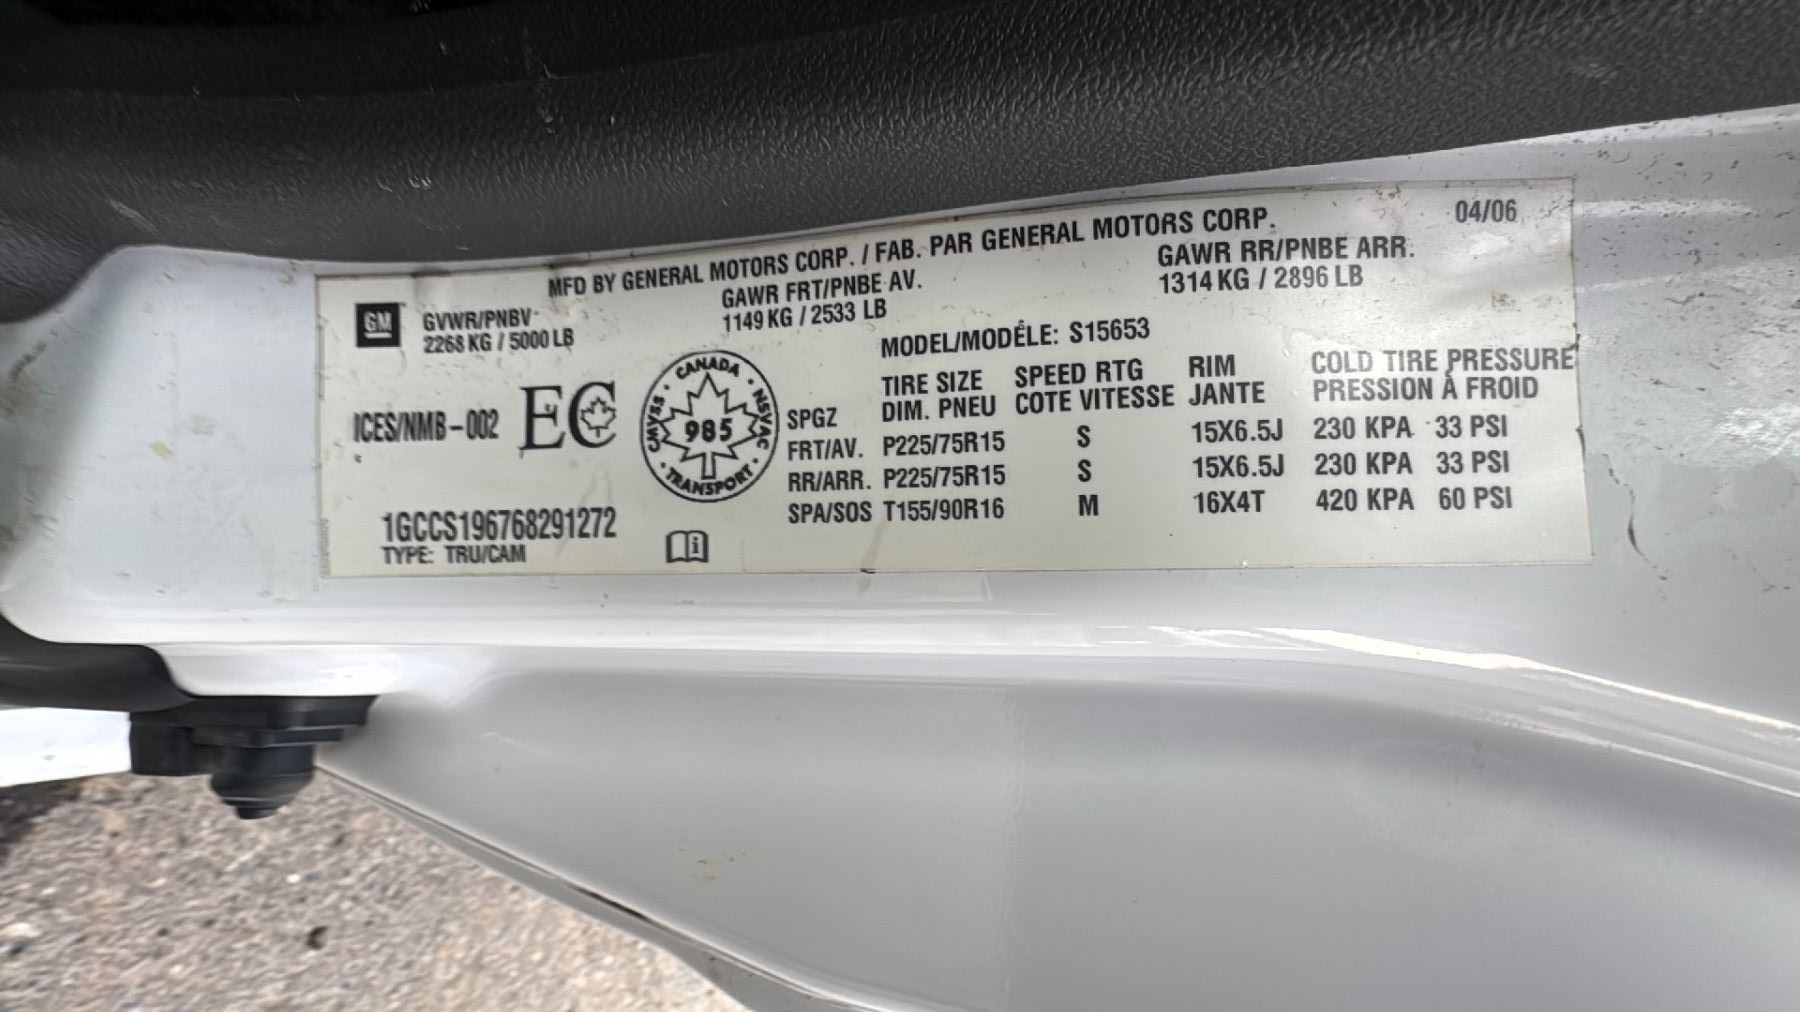 04/06
MFD BY GENERAL MOTORS CORP. / FAB. PAR GENERAL MOTORS CORP.
GM
GVWR/PNBV
2268 KG / 5000 LB
GAWR FRT/PNBE AV.
1149 KG / 2533 LB
GAWR RR/PNBE ARR.
1314 KG / 2896 LB
MODEL/MODÈLE: S15653
ICES/NMB-002 EC
CANADA
CMVSS 985 NSVAC
TRANSPORT
TIRE SIZE SPEED RTG RIM COLD TIRE PRESSURE
SPGZ DIM. PNEU COTE VITESSE JANTE PRESSION À FROID
FRT/AV. P225/75R15 S 15X6.5J 230 KPA 33 PSI
RR/ARR. P225/75R15 S 15X6.5J 230 KPA 33 PSI
SPA/SOS T155/90R16 M 16X4T 420 KPA 60 PSI
1GCCS196768291272
TYPE: TRU/CAM
i